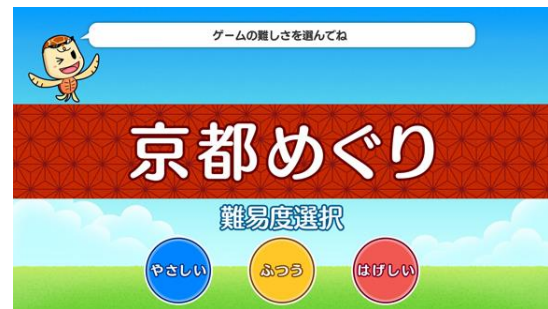 ゲームの難しさを選んでね
京都めぐり
難易度選択
やさしい
ふつう
はげしい